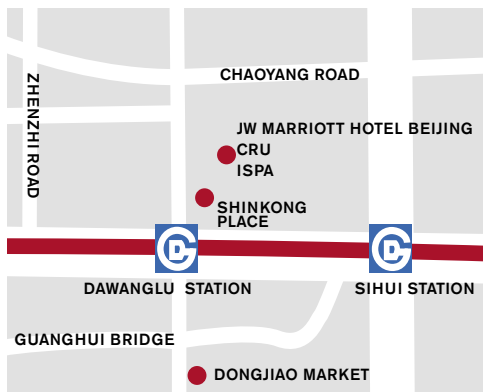 CHAOYANG ROAD
ZHENZHI ROAD
JW MARRIOTT HOTEL BEIJING
CRU
ISPA
SHINKONG
PLACE
DAWANGLU STATION
SIHUI STATION
GUANGHUI BRIDGE
DONGJIAO MARKET